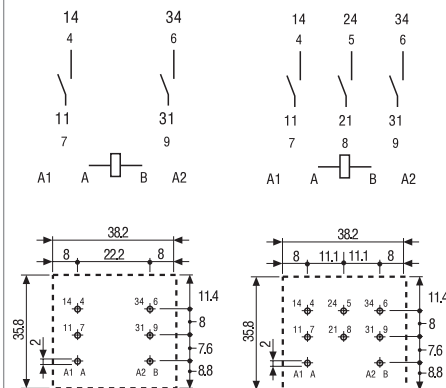 14 34 14 24 34
4 6 4 5 6
11 31 11 21 31
7 9 7 8 9
A1 A B A2 A1 A B A2
38.2 38.2
8 22.2 8 8 11.1 11.1 8
14 4 34 6 11.4 14 4 24 5 34 6 11.4
35.8 8 35.8 8
11 7 31 9 11 7 21 8 31 9
2 7.6 2 7.6
A1 A A2 B 8.8 A1 A A2 B 8.8